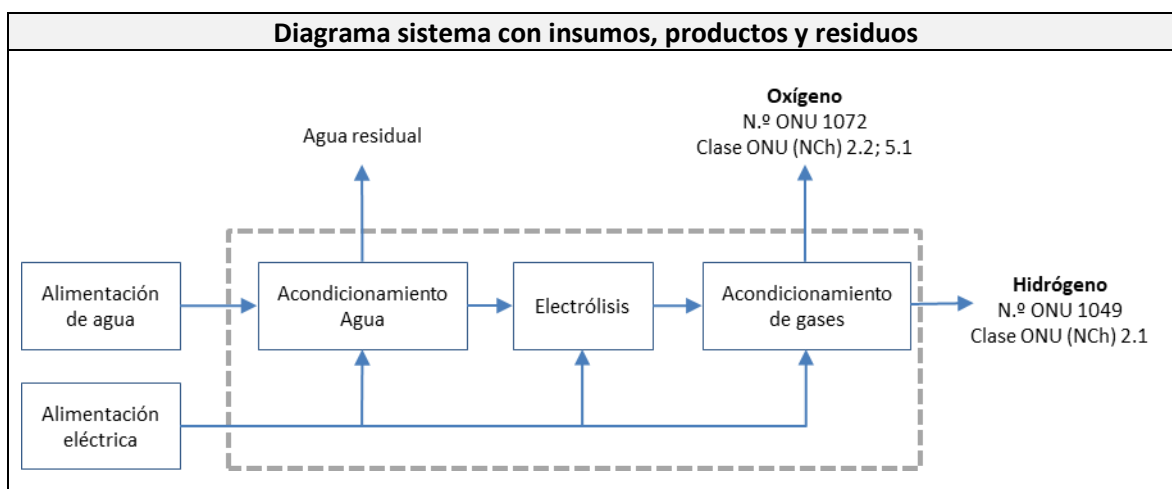 Diagrama sistema con insumos, productos y residuos
Oxígeno
N.º ONU 1072
Clase ONU (NCh) 2.2; 5.1
Agua residual
Alimentación
de agua
Acondicionamiento
Agua
Electrólisis
Acondicionamiento
de gases
Hidrógeno
N.º ONU 1049
Clase ONU (NCh) 2.1
Alimentación
eléctrica